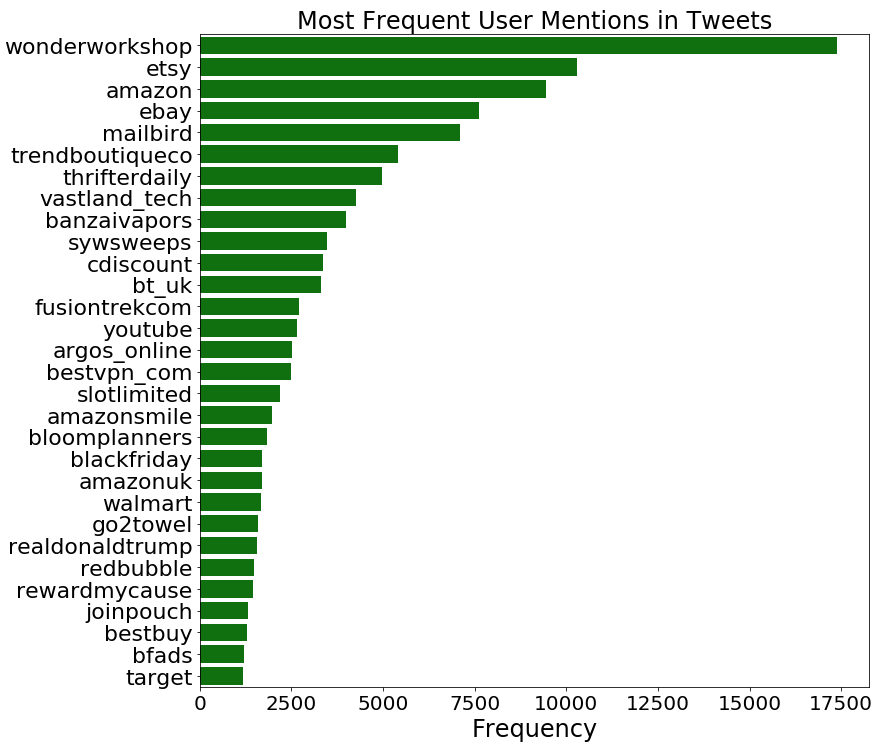 Most Frequent User Mentions in Tweets
wonderworkshop
etsy
amazon
ebay
mailbird
trendboutiqueco
thrifterdaily
vastland_tech
banzaivapors
sywsweeps
cdiscount
bt_uk
fusiontrekcom
youtube
argos_online
bestvpn_com
slotlimited
amazonsmile
bloomplanners
blackfriday
amazonuk
walmart
go2towel
realdonaldtrump
redbubble
rewardmycause
joinpouch
bestbuy
bfads
target
0 2500 5000 7500 10000 12500 15000 17500
Frequency